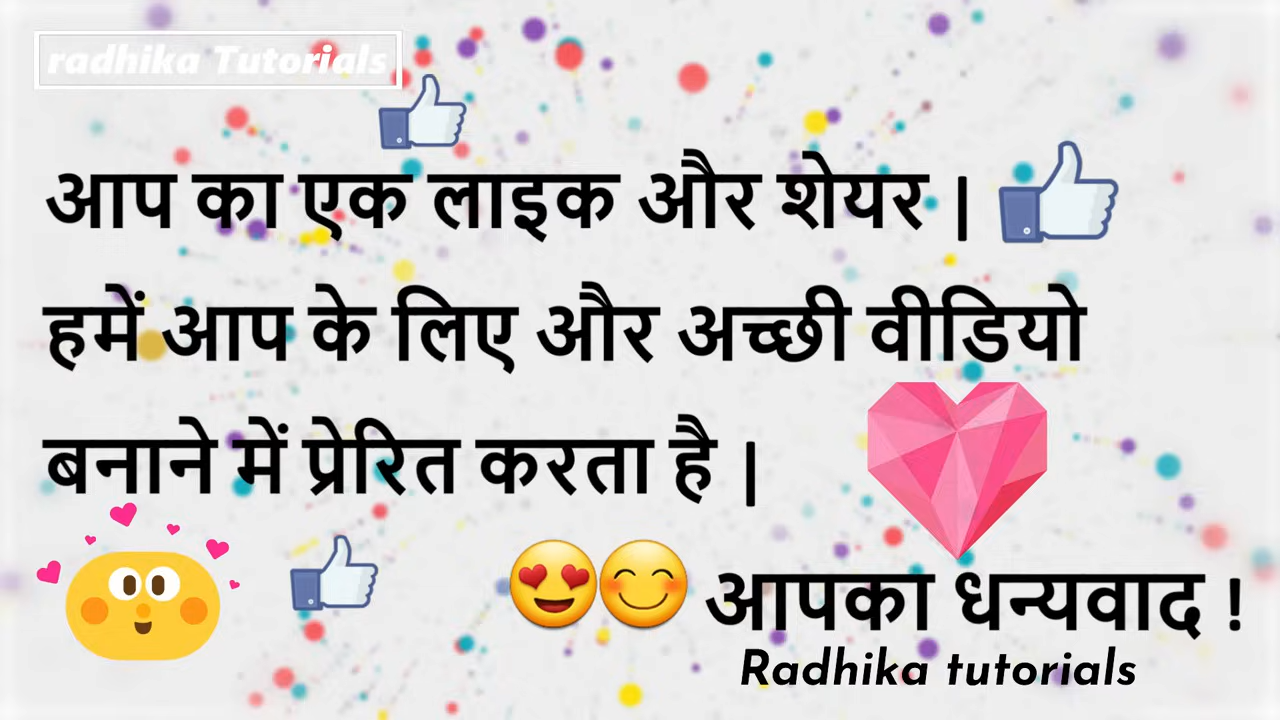 radhika Tutorials
आप का एक लाइक और शेयर |
हमें आप के लिए और अच्छी वीडियो
बनाने में प्रेरित करता है |
आपका धन्यवाद !
Radhika tutorials